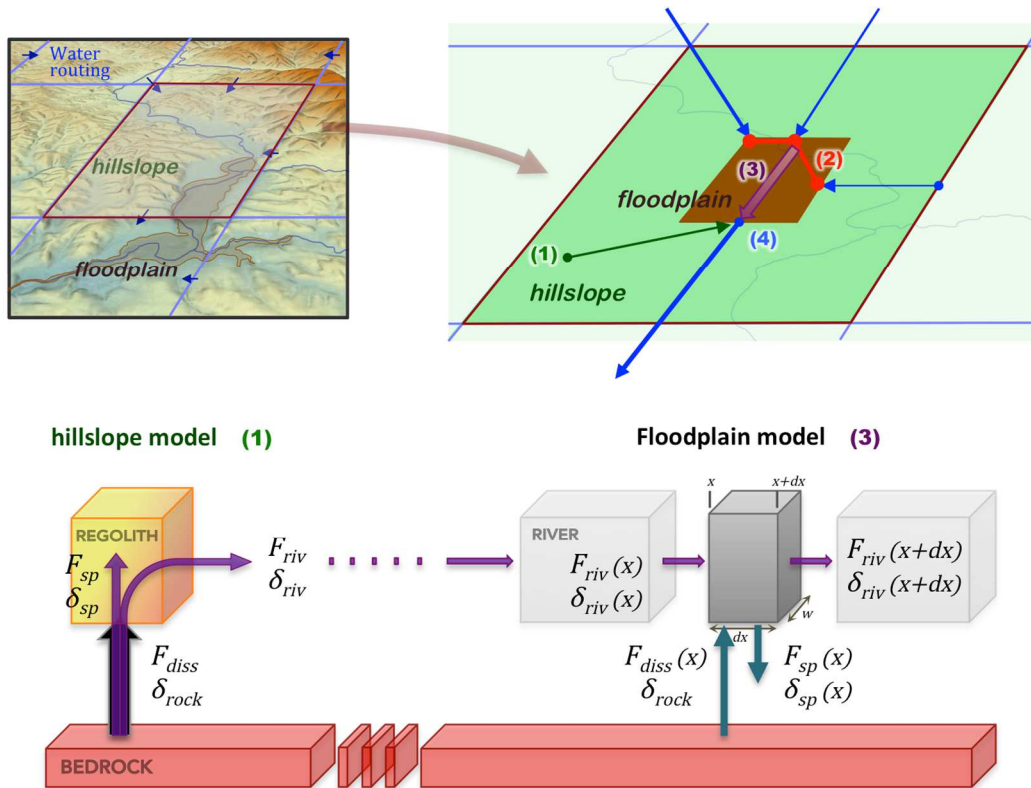 Water
routing
hillslope
floodplain
(2)
(3)
floodplain
(1)
(4)
hillslope
hillslope model (1)
Floodplain model (3)
x
x+dx
REGOLITH
RIVER
F_sp
δ_sp
F_riv
δ_riv
F_riv(x)
δ_riv(x)
F_riv(x+dx)
δ_riv(x+dx)
w
dx
F_diss
δ_rock
F_diss(x)
δ_rock
F_sp(x)
δ_sp(x)
BEDROCK